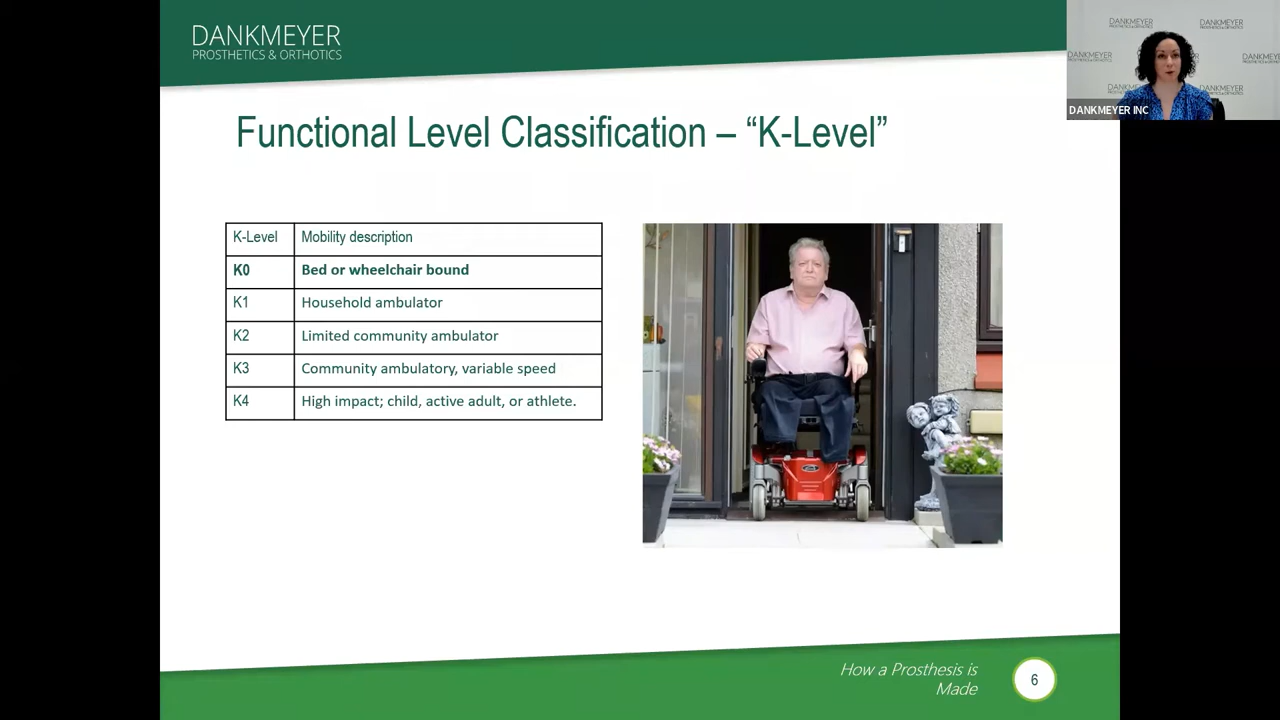 DANKMEYER
PROSTHETICS & ORTHOTICS
DANKMEYER INC
Functional Level Classification – “K-Level”
K-Level Mobility description
K0 Bed or wheelchair bound
K1 Household ambulator
K2 Limited community ambulator
K3 Community ambulatory, variable speed
K4 High impact; child, active adult, or athlete.
How a Prosthesis is
Made
6